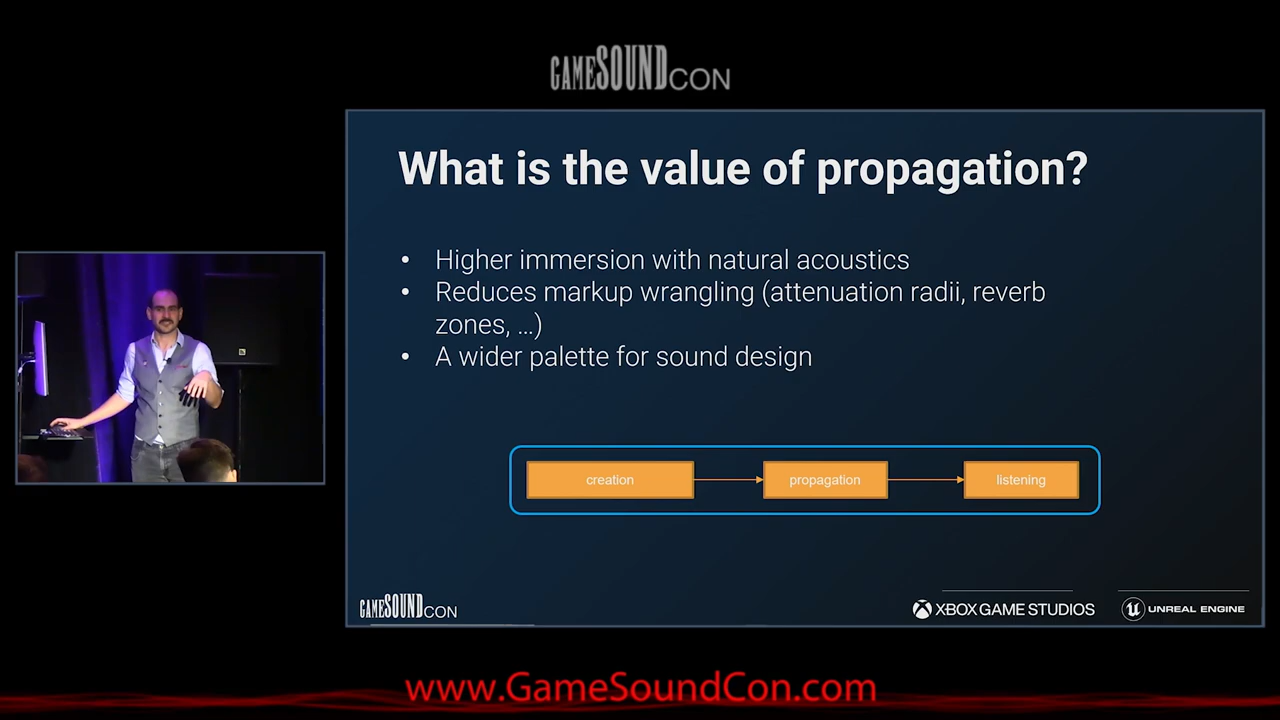 GAMESOUNDCON
What is the value of propagation?
• Higher immersion with natural acoustics
• Reduces markup wrangling (attenuation radii, reverb
zones, ...)
• A wider palette for sound design
creation
propagation
listening
GAMESOUNDCON
XBOX GAME STUDIOS
UNREAL ENGINE
www.GameSoundCon.com